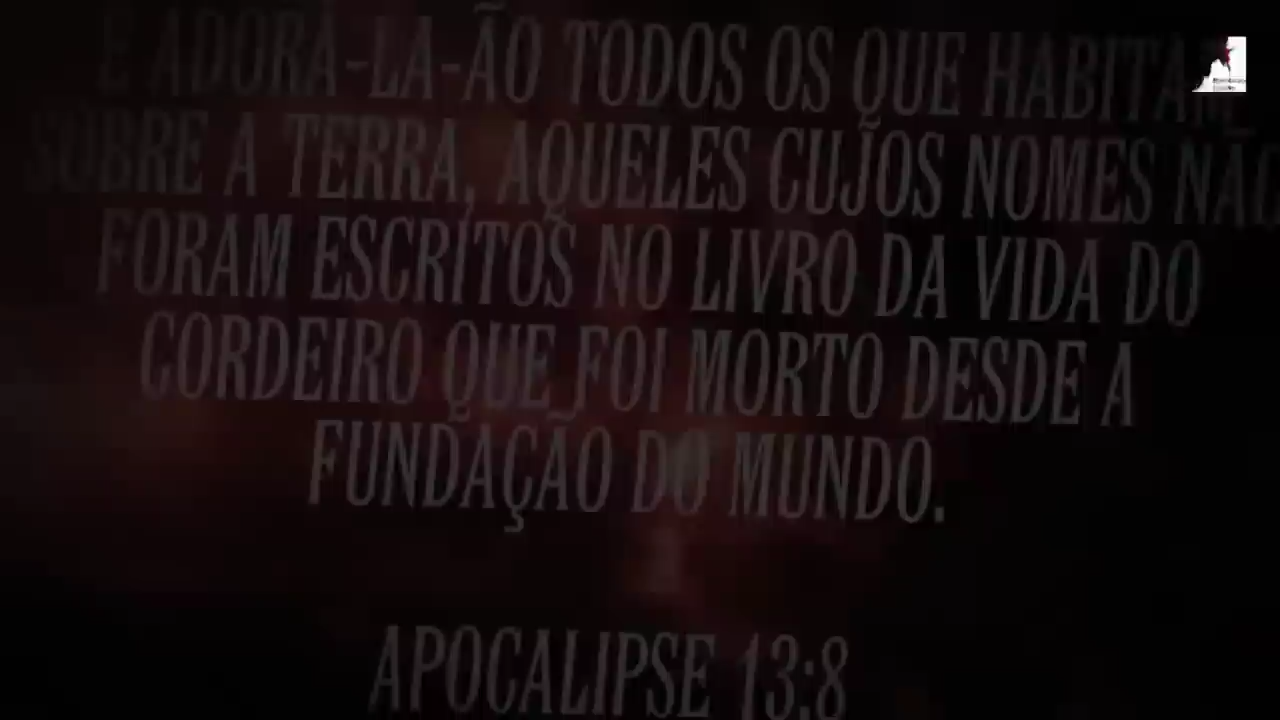 E ADORÁ-LA-ÃO TODOS OS QUE HABITAM
SOBRE A TERRA, AQUELES CUJOS NOMES NÃO
FORAM ESCRITOS NO LIVRO DA VIDA DO
CORDEIRO QUE FOI MORTO DESDE A
FUNDAÇÃO DO MUNDO.
APOCALIPSE 13:8